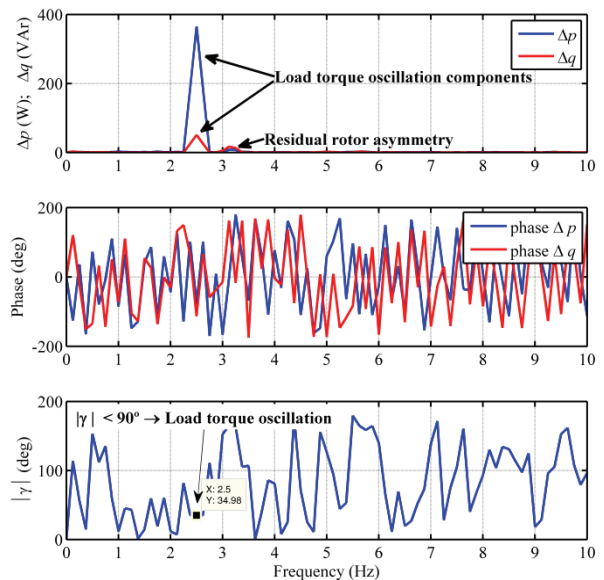 Δp (W); Δq (VAr)
400
200
0
Δp
Δq
Load torque oscillation components
Residual rotor asymmetry
0 1 2 3 4 5 6 7 8 9 10
Phase (deg)
200
0
-200
phase Δ p
phase Δ q
0 1 2 3 4 5 6 7 8 9 10
|γ| (deg)
200
100
0
|γ| < 90º → Load torque oscillation
X: 2.5
Y: 34.98
0 1 2 3 4 5 6 7 8 9 10
Frequency (Hz)